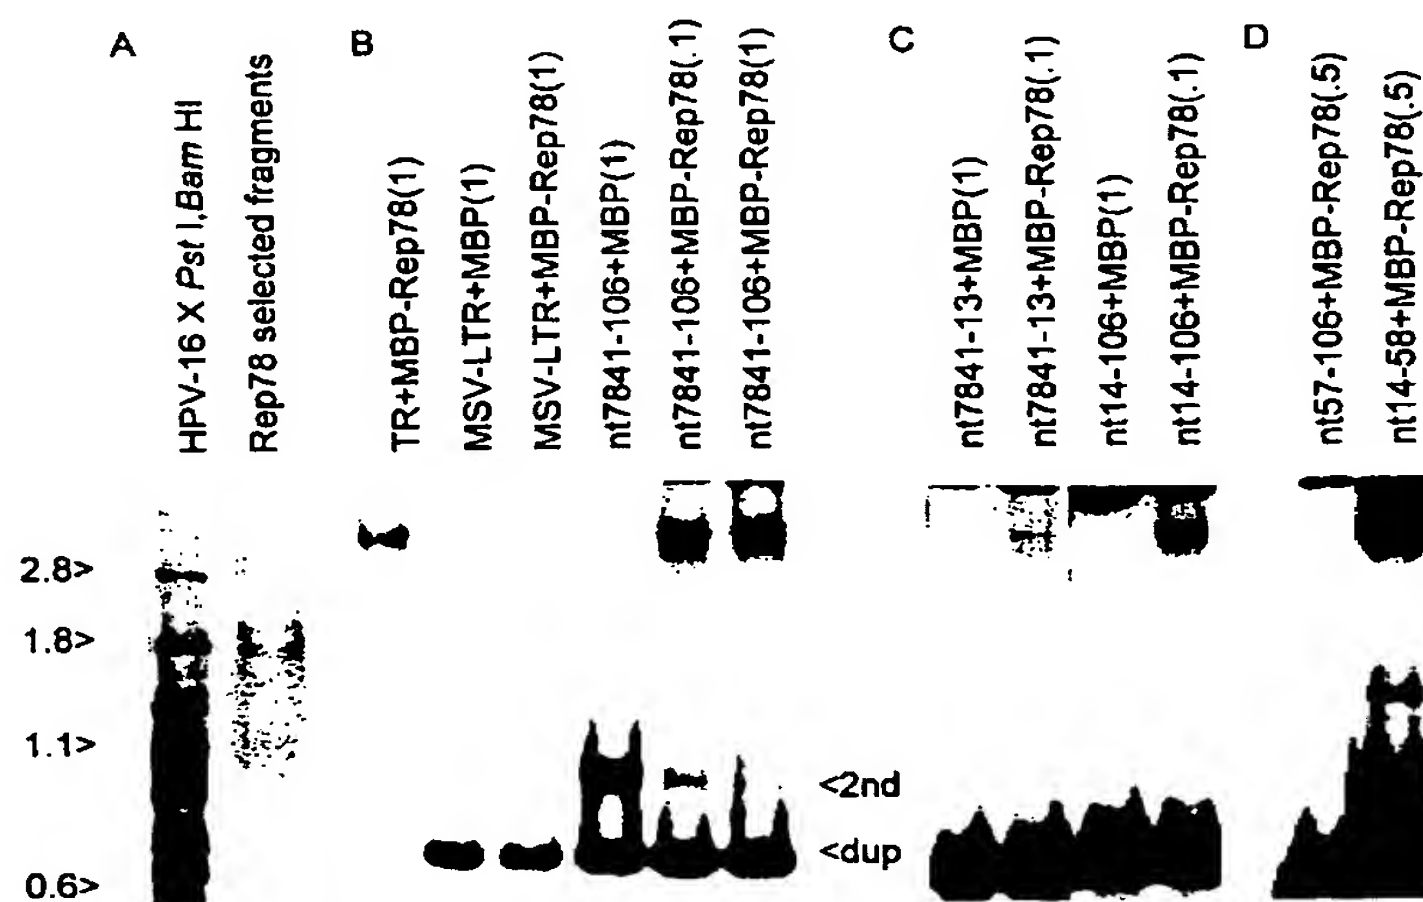 A
HPV-16 X Pst I,Bam HI
Rep78 selected fragments
2.8>
1.8>
1.1>
0.6>
B
TR+MBP-Rep78(1)
MSV-LTR+MBP(1)
MSV-LTR+MBP-Rep78(1)
nt7841-106+MBP(1)
nt7841-106+MBP-Rep78(.1)
nt7841-106+MBP-Rep78(1)
<2nd
<dup
C
nt7841-13+MBP(1)
nt7841-13+MBP-Rep78(.1)
nt14-106+MBP(1)
nt14-106+MBP-Rep78(.1)
D
nt57-106+MBP-Rep78(.5)
nt14-58+MBP-Rep78(.5)